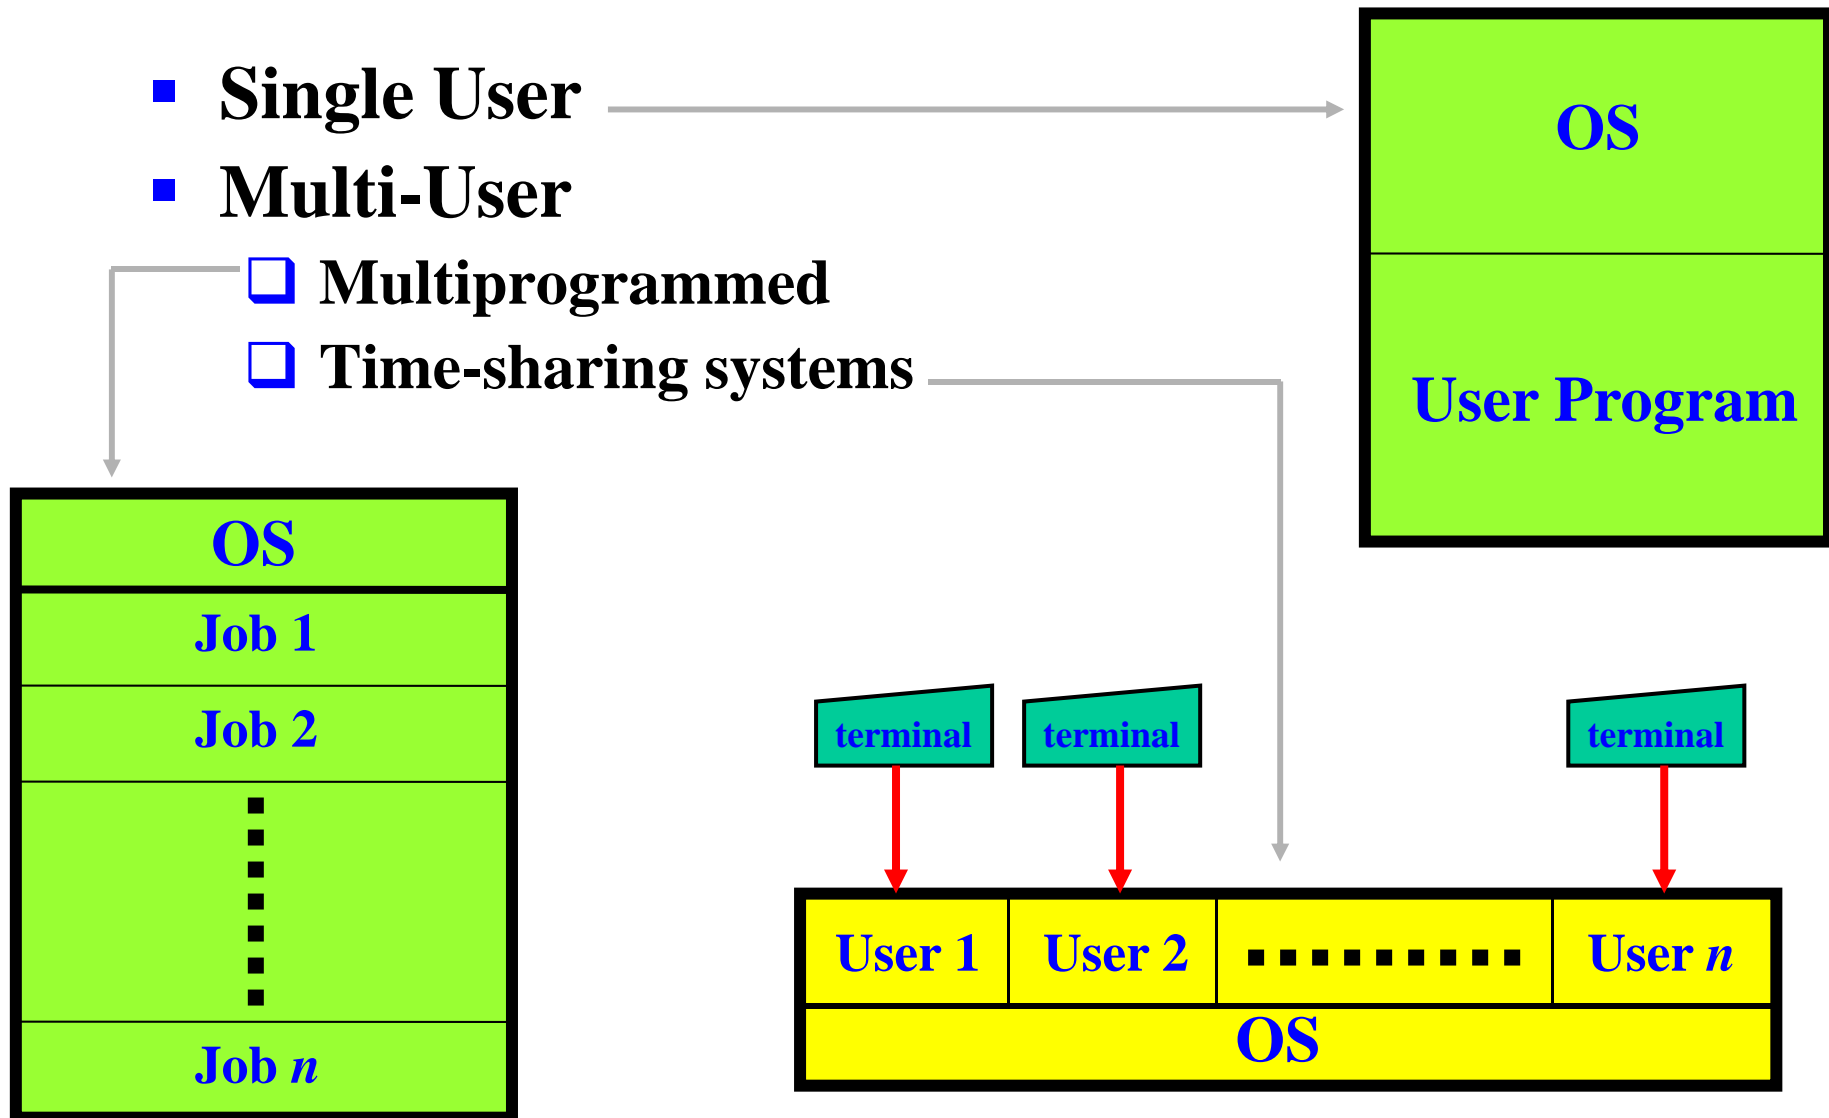 Single User
Multi-User
Multiprogrammed
Time-sharing systems
OS
User Program
OS
Job 1
Job 2
Job n
terminal terminal terminal
User 1 User 2 User n
OS